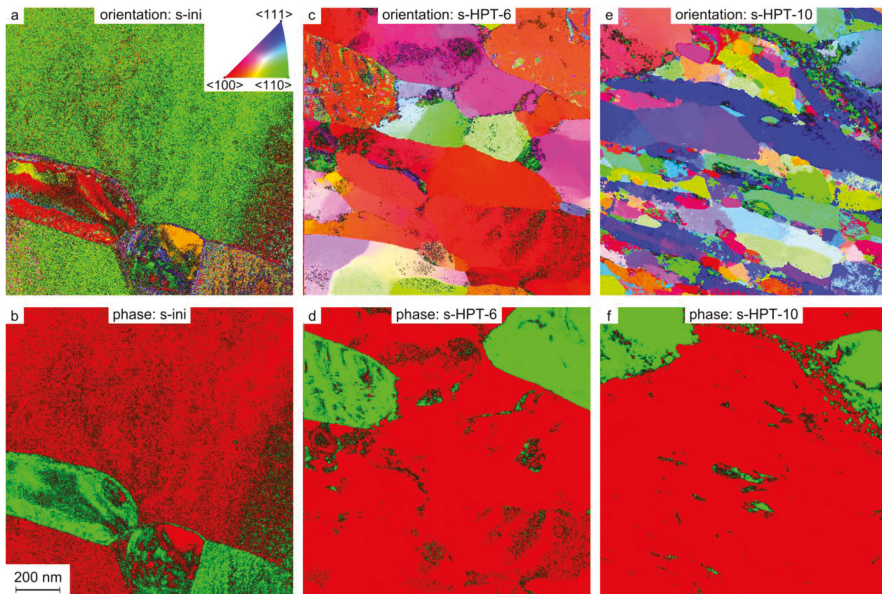 a
orientation: s-ini
<111>
<100>
<110>
c
orientation: s-HPT-6
e
orientation: s-HPT-10
b
phase: s-ini
200 nm
d
phase: s-HPT-6
f
phase: s-HPT-10